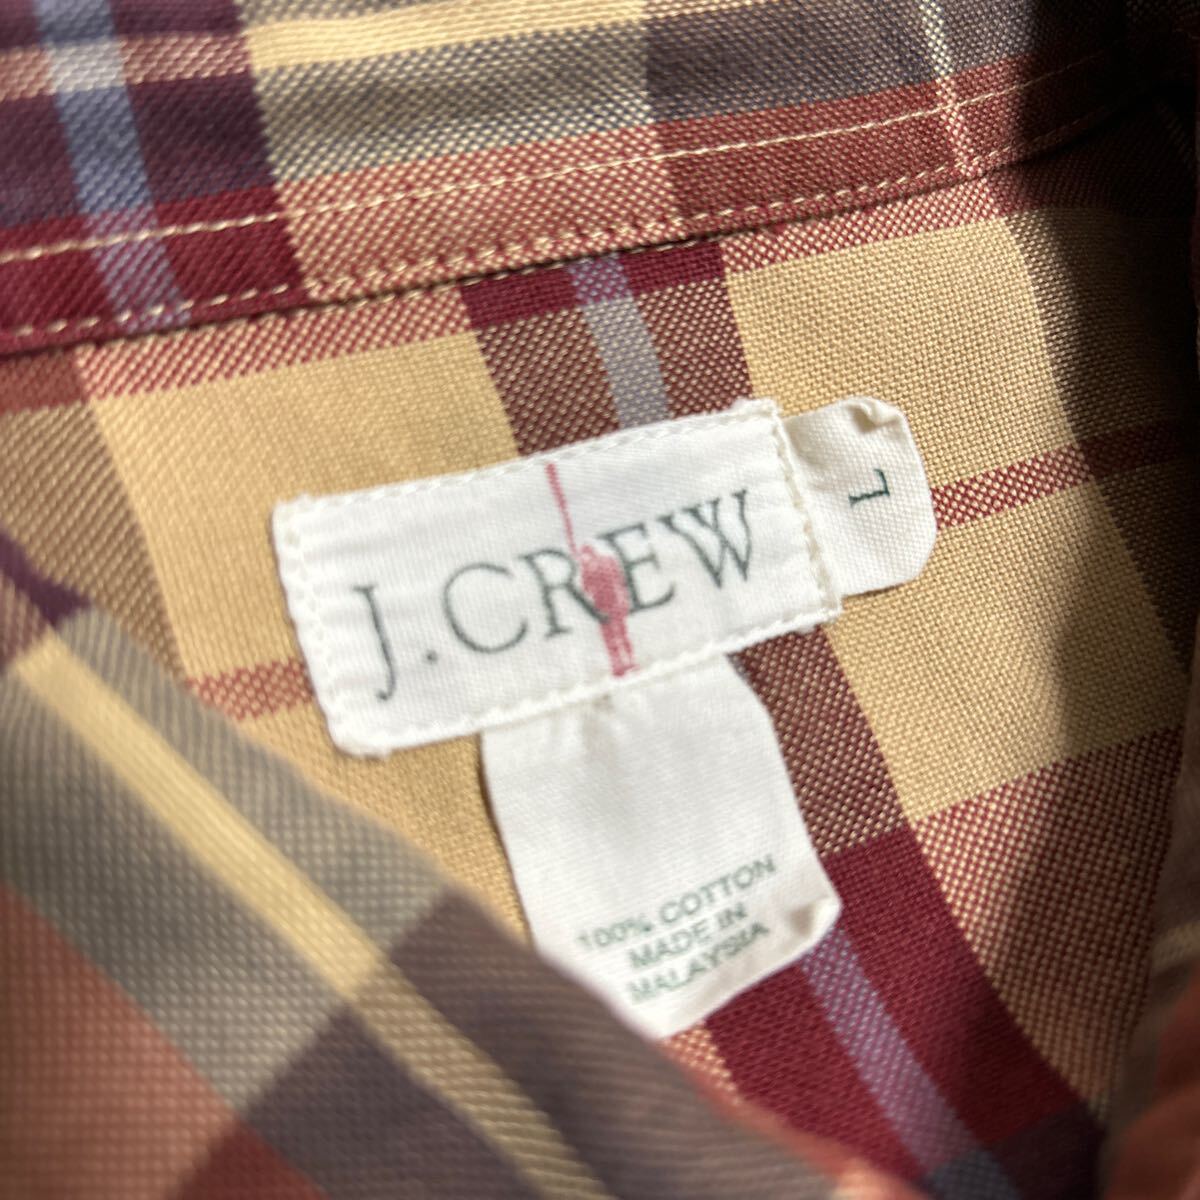 J.CREW
L
100% COTTON
MADE IN
MALAYSIA